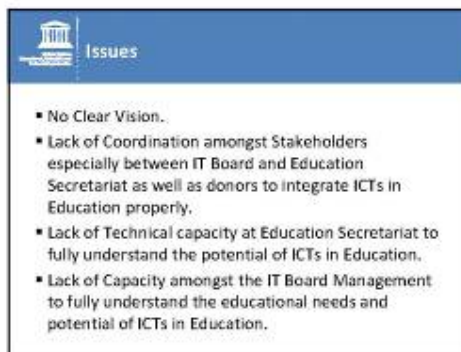 Issues
▪ No Clear Vision.
▪ Lack of Coordination amongst Stakeholders
especially between IT Board and Education
Secretariat as well as donors to integrate ICTs in
Education properly.
▪ Lack of Technical capacity at Education Secretariat to
fully understand the potential of ICTs in Education.
▪ Lack of Capacity amongst the IT Board Management
to fully understand the educational needs and
potential of ICTs in Education.